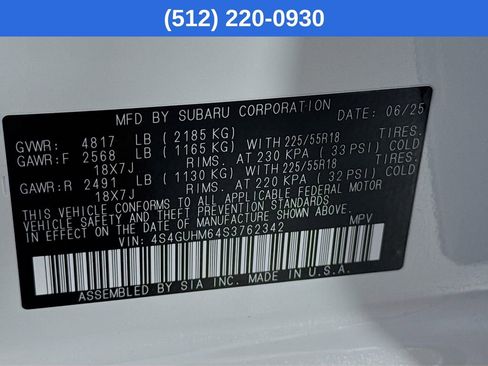 (512) 220-0930
MFD BY SUBARU CORPORATION DATE: 06/25
GVWR: 4817 LB (2185 KG)
GAWR:F 2568 LB (1165 KG) WITH 225/55R18 TIRES.
18X7J RIMS. AT 230 KPA (33 PSI) COLD
GAWR:R 2491 LB (1130 KG) WITH 225/55R18 TIRES.
18X7J RIMS. AT 220 KPA (32 PSI) COLD
THIS VEHICLE CONFORMS TO ALL APPLICABLE FEDERAL MOTOR
VEHICLE SAFETY AND THEFT PREVENTION STANDARDS IN EFFECT
ON THE DATE OF MANUFACTURE SHOWN ABOVE.
VIN: 4S4GUHM64S3762342 MPV
ASSEMBLED BY SIA INC. MADE IN U.S.A.